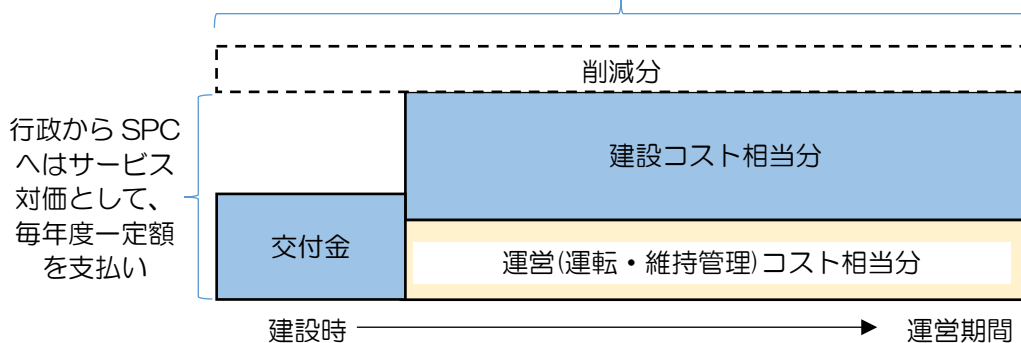 削減分
行政から SPC
へはサービス
対価として、
毎年度一定額
を支払い
建設コスト相当分
交付金
運営(運転・維持管理)コスト相当分
建設時
運営期間